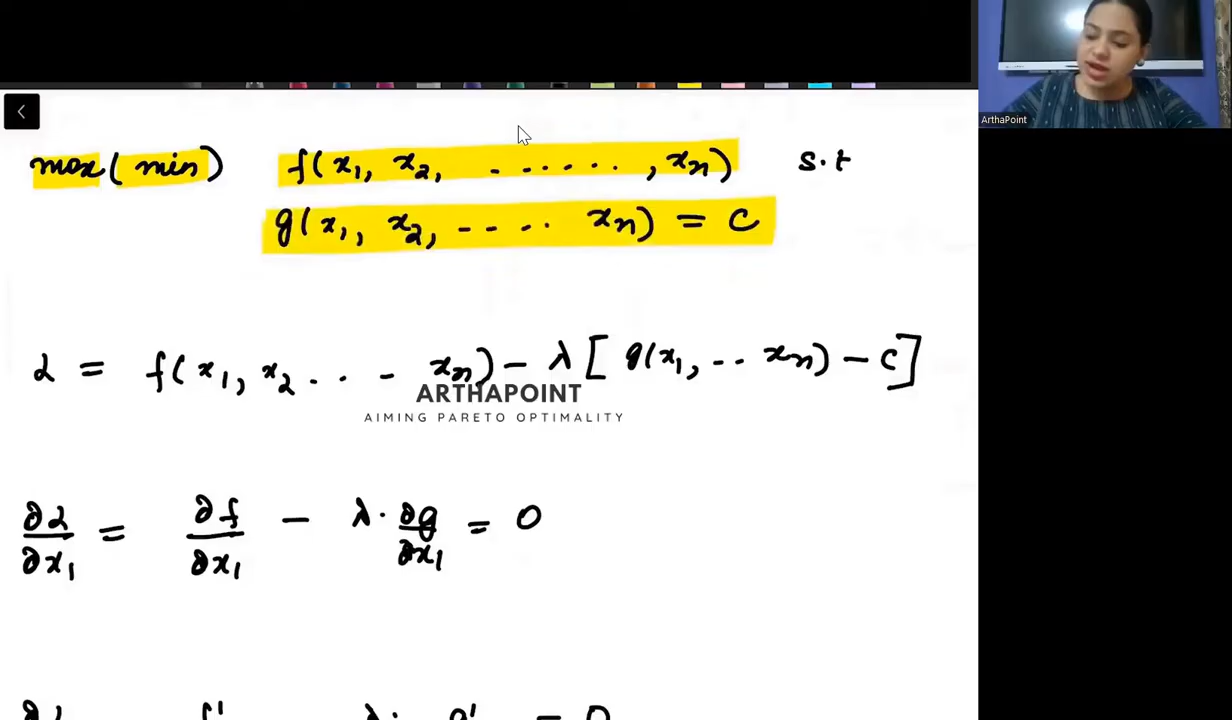 max (min) f(x₁, x₂, ......, xₙ) s.t
g(x₁, x₂, ---.. xₙ) = c
ℒ = f(x₁, x₂ ... xₙ) - λ [g(x₁, .. xₙ) - c]
ARTHAPOINT
AIMING PARETO OPTIMALITY
∂ℒ/∂x₁ = ∂f/∂x₁ - λ. ∂g/∂x₁ = 0
ArthaPoint